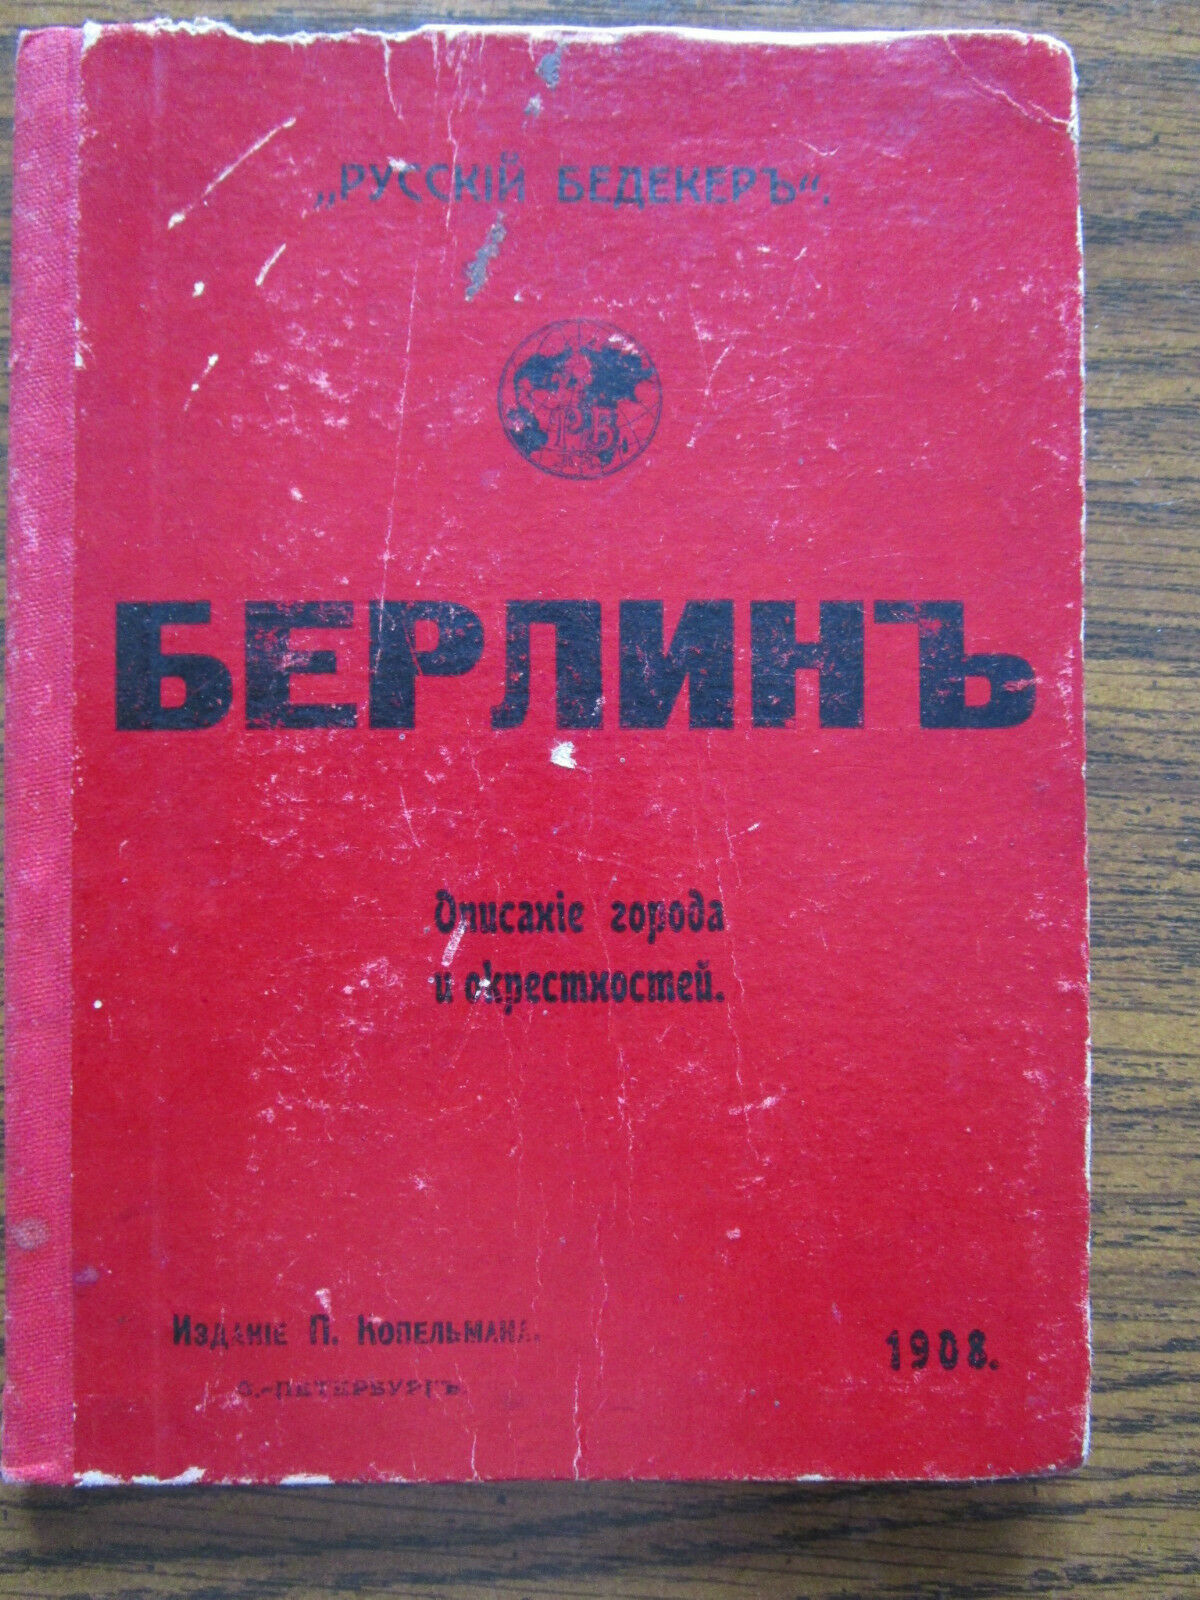 „РУССКІЙ БЕДЕКЕРЪ“.
РБ
БЕРЛИНЪ
Описаніе города
и окрестностей.
Изданіе П. Копельмана.
С.-ПЕТЕРБУРГЪ.
1908.